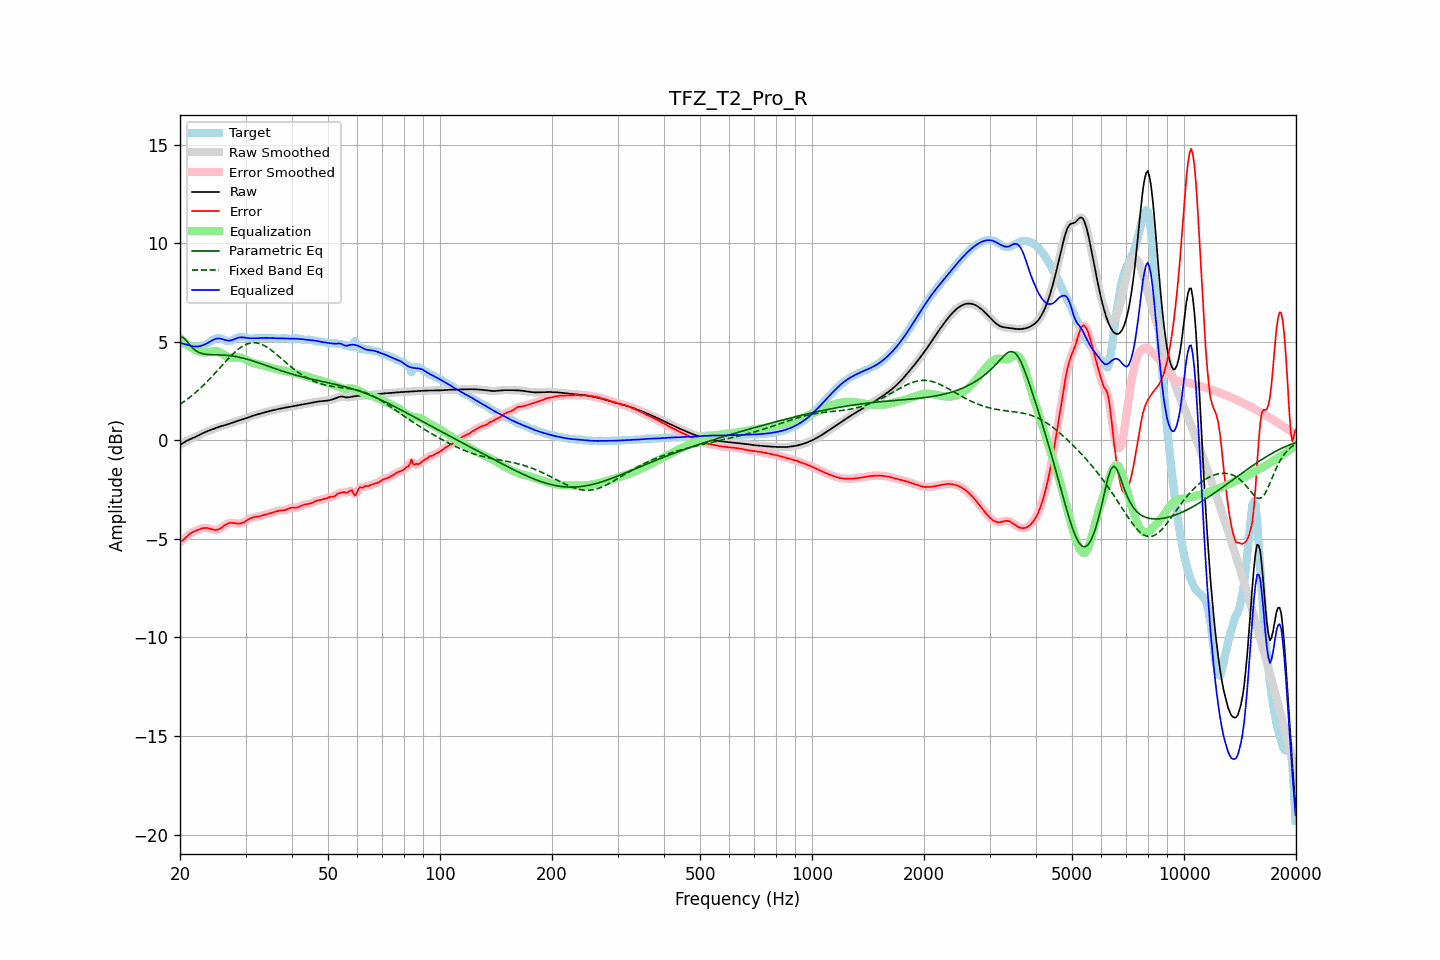 TFZ_T2_Pro_R
Target
Raw Smoothed
Error Smoothed
Raw
Error
Equalization
Parametric Eq
Fixed Band Eq
Equalized
Amplitude (dBr)
15
10
5
0
−5
−10
−15
−20
20 50 100 200 500 1000 2000 5000 10000 20000
Frequency (Hz)